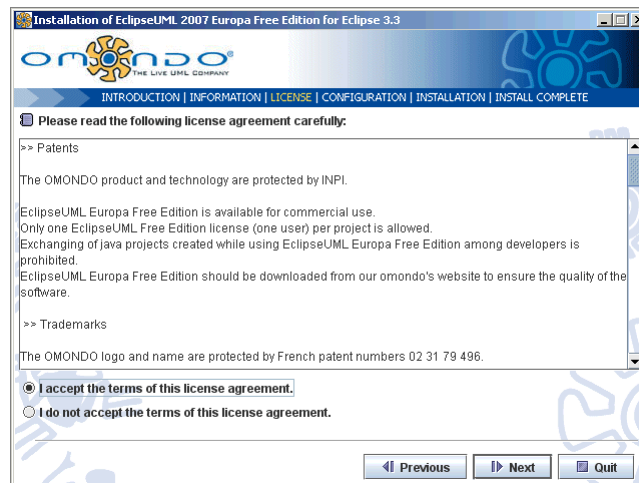 Installation of EclipseUML 2007 Europa Free Edition for Eclipse 3.3
OMONDO
THE LIVE UML COMPANY
INTRODUCTION | INFORMATION | LICENSE | CONFIGURATION | INSTALLATION | INSTALL COMPLETE
Please read the following license agreement carefully:
>> Patents
The OMONDO product and technology are protected by INPI.
EclipseUML Europa Free Edition is available for commercial use.
Only one EclipseUML Free Edition license (one user) per project is allowed.
Exchanging of java projects created while using EclipseUML Europa Free Edition among developers is
prohibited.
EclipseUML Europa Free Edition should be downloaded from our omondo's website to ensure the quality of the
software.
>> Trademarks
The OMONDO logo and name are protected by French patent numbers 02 31 79 496.
I accept the terms of this license agreement.
I do not accept the terms of this license agreement.
Previous
Next
Quit